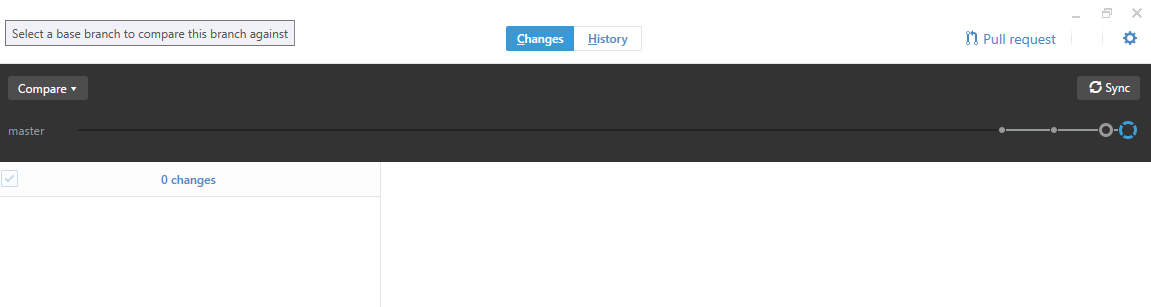 Select a base branch to compare this branch against
Changes
History
Pull request
Compare
Sync
master
0 changes